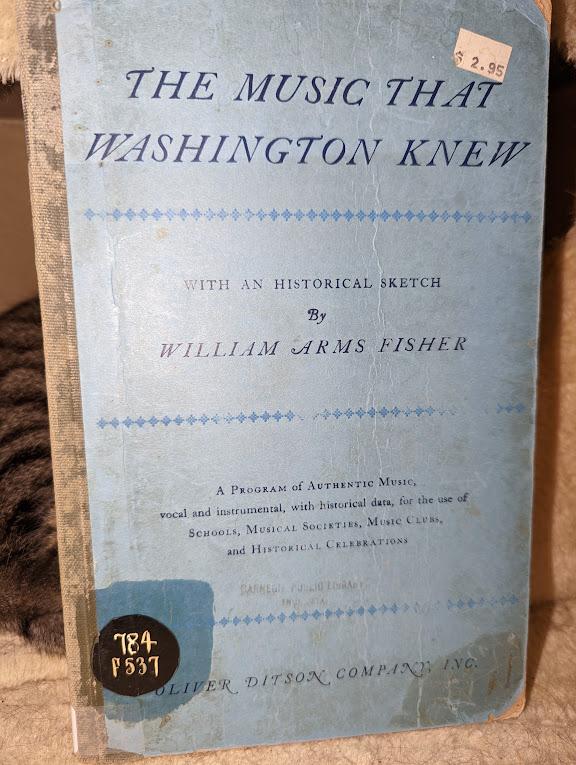 $ 2.95
THE MUSIC THAT
WASHINGTON KNEW
WITH AN HISTORICAL SKETCH
By
WILLIAM ARMS FISHER
A Program of Authentic Music,
vocal and instrumental, with historical data, for the use of
Schools, Musical Societies, Music Clubs,
and Historical Celebrations
CARNEGIE PUBLIC LIBRARY
784
F537
OLIVER DITSON COMPANY, INC.